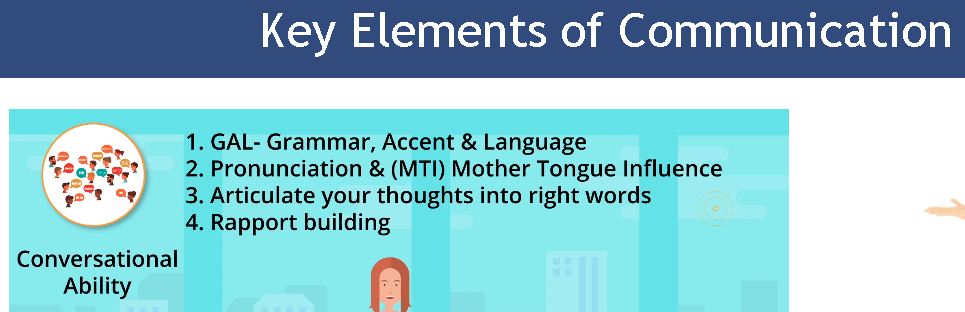 Key Elements of Communication
1. GAL- Grammar, Accent & Language
2. Pronunciation & (MTI) Mother Tongue Influence
3. Articulate your thoughts into right words
4. Rapport building
Conversational
Ability